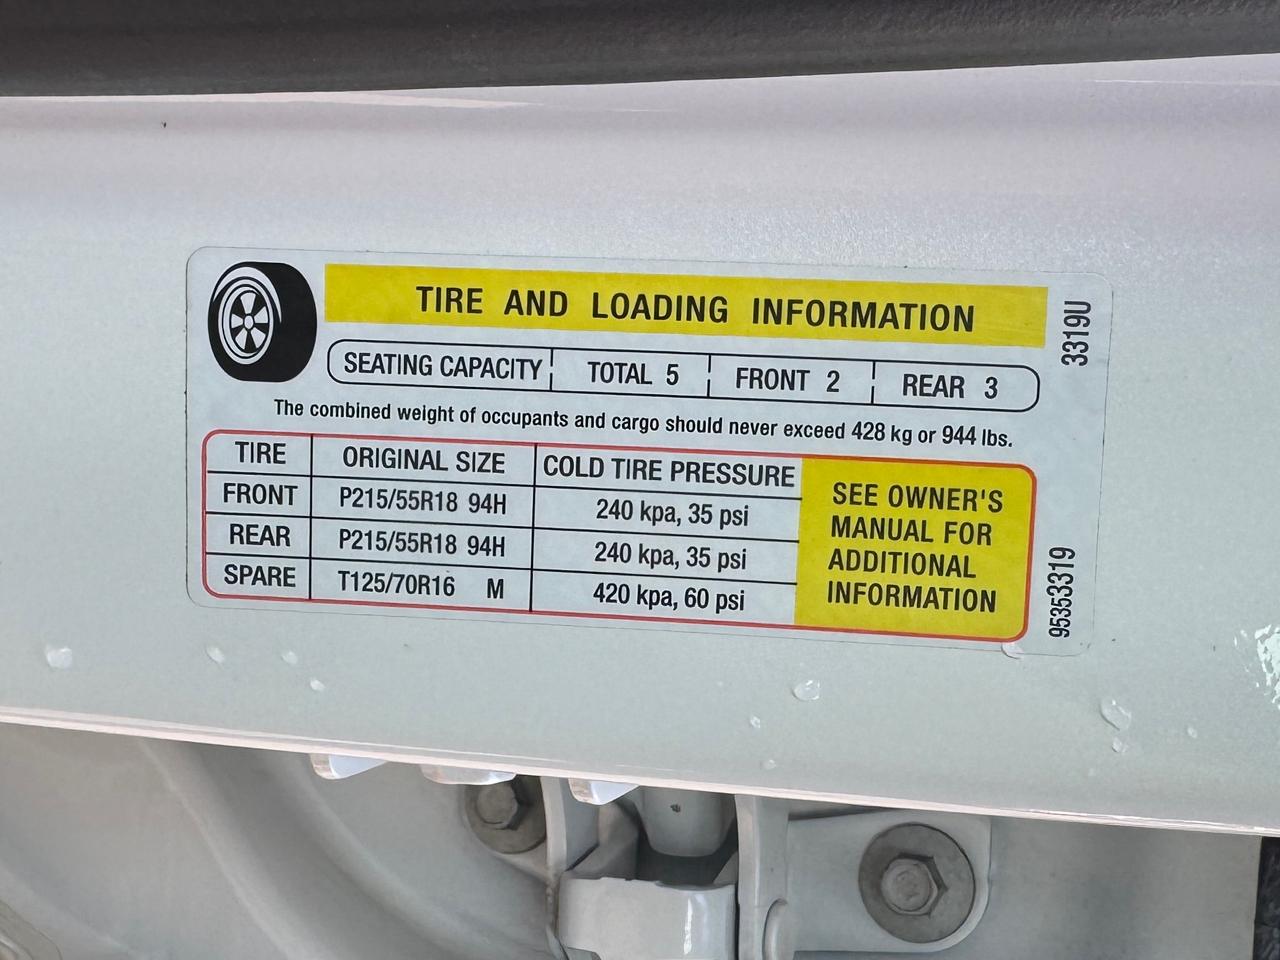 TIRE AND LOADING INFORMATION
SEATING CAPACITY TOTAL 5 FRONT 2 REAR 3
The combined weight of occupants and cargo should never exceed 428 kg or 944 lbs.
TIRE ORIGINAL SIZE COLD TIRE PRESSURE
FRONT P215/55R18 94H 240 kpa, 35 psi
REAR P215/55R18 94H 240 kpa, 35 psi
SPARE T125/70R16 M 420 kpa, 60 psi
SEE OWNER'S
MANUAL FOR
ADDITIONAL
INFORMATION
3319U
95353319